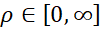 ρ ∈ [0, ∞]